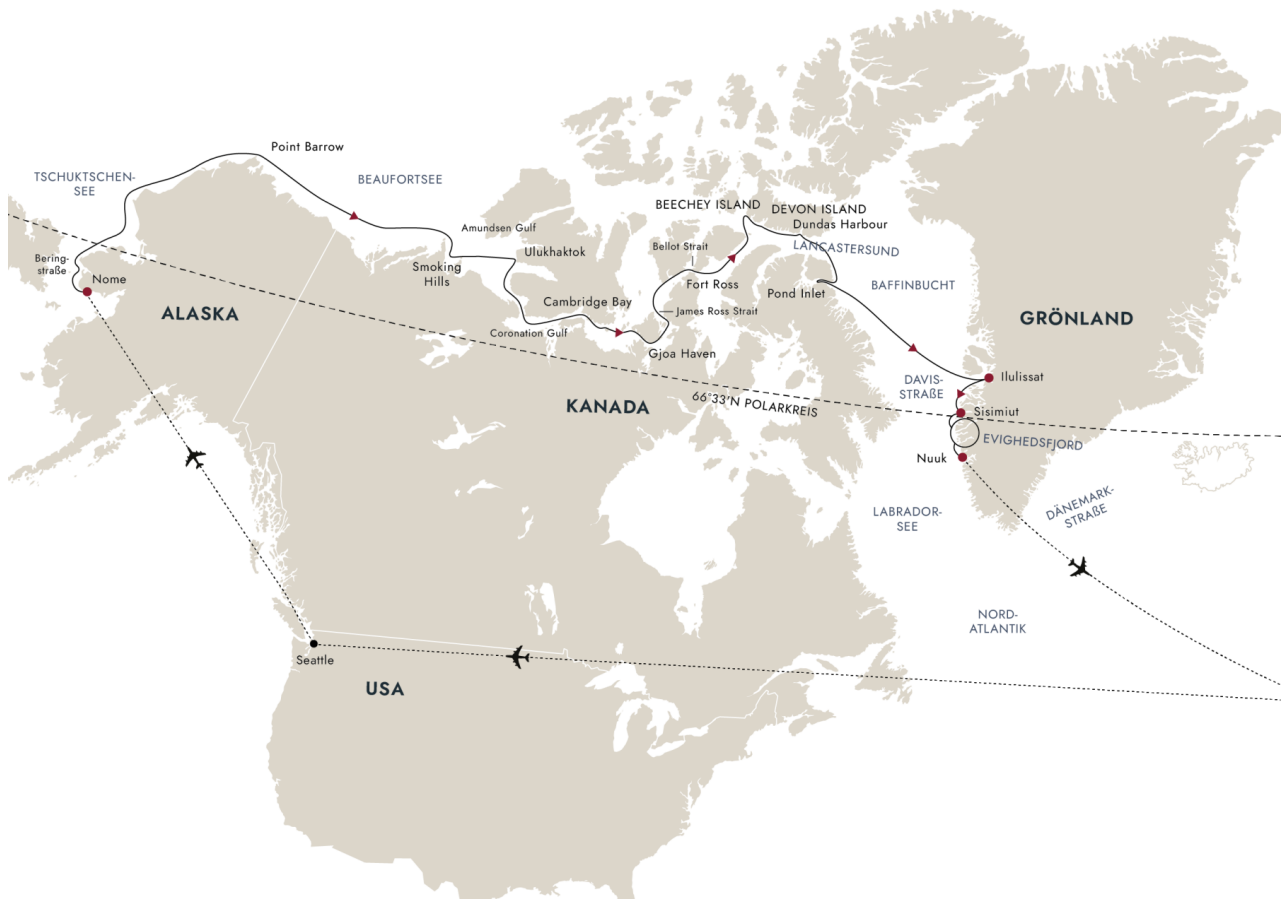 Point Barrow
TSCHUKTSCHEN-
SEE
BEAUFORTSEE
BEECHEY ISLAND
DEVON ISLAND
Dundas Harbour
Amundsen Gulf
LANCASTERSUND
Bellot Strait
Ulukhaktok
Bering-
straße
Smoking
Hills
Nome
Fort Ross
Pond Inlet
BAFFINBUCHT
Cambridge Bay
James Ross Strait
ALASKA
GRÖNLAND
Coronation Gulf
Gjoa Haven
Ilulissat
DAVIS-
STRASSE
KANADA
66°33'N POLARKREIS
Sisimiut
EVIGHEDSFJORD
Nuuk
LABRADOR-
SEE
DÄNEMARK-
STRAßE
NORD-
ATLANTIK
Seattle
USA